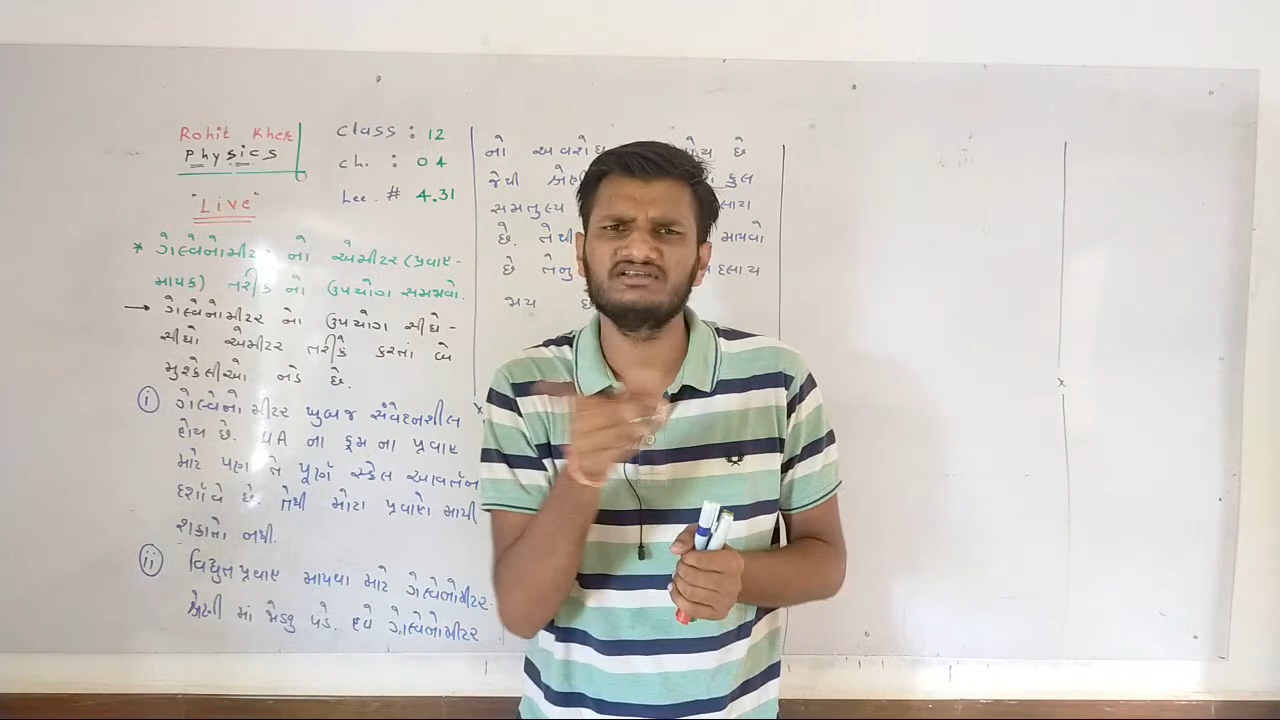 Rohit Kher
Physics
"Live"
Class : 12
ch. : 04
Lec. # 4.31
* ગેલ્વેનોમીટર નો એમીટર (પ્રવાહ-
માપક) તરીકે નો ઉપયોગ સમજાવો.
→ ગેલ્વેનોમીટર નો ઉપયોગ સીધે-
સીધો એમીટર તરીકે કરતાં બે
મુશ્કેલીઓ નડે છે.
(i) ગેલ્વેનોમીટર ખુબ જ સંવેદનશીલ
હોય છે. μA ના ક્રમ ના પ્રવાહ
માટે પણ તે પૂર્ણ સ્કેલ આવર્તન
દર્શાવે છે. તેથી મોટા પ્રવાહો માપી
શકાતો નથી.
(ii) વિદ્યુતપ્રવાહ માપવા માટે ગેલ્વેનોમીટર
શ્રેણી માં જોડવુ પડે. હવે ગેલ્વેનોમીટર
નો અવરોધ હોય છે
જેથી કુલ
સમતુલ્ય
છે. તેથી માપવો
છે તેનુ બદલાય
જાય